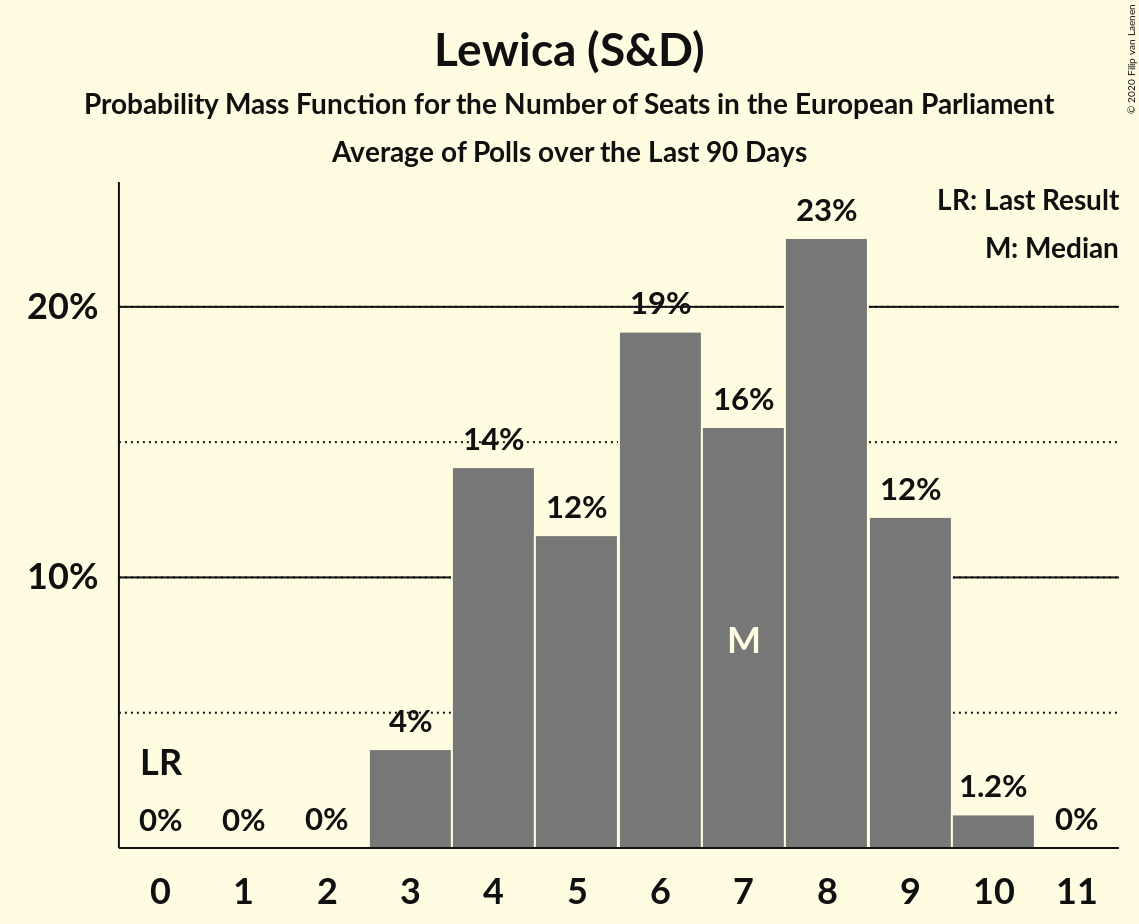 Lewica (S&D)
Probability Mass Function for the Number of Seats in the European Parliament
Average of Polls over the Last 90 Days
© 2020 Filip van Laenen
LR: Last Result
M: Median
23%
20%
19%
16%
14%
12%
12%
10%
M
4%
LR
1.2%
0%
0%
0%
0%
0 1 2 3 4 5 6 7 8 9 10 11